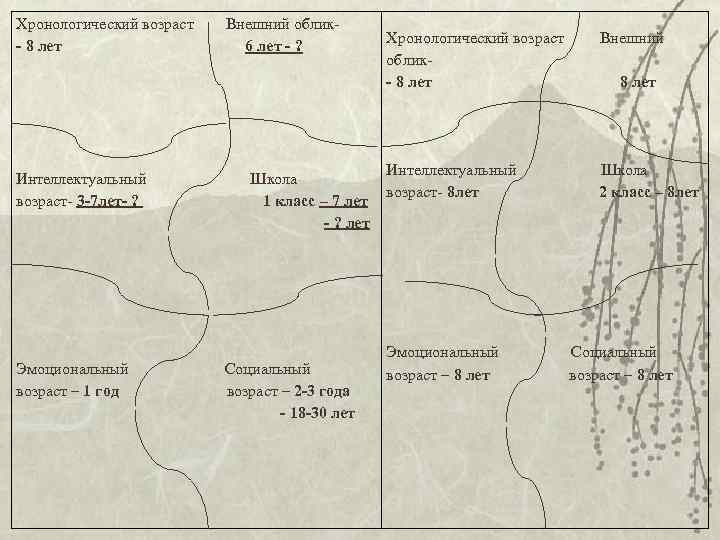 Хронологический возраст Внешний облик-
- 8 лет 6 лет - ?
Интеллектуальный Школа
возраст- 3-7лет- ? 1 класс – 7 лет
- ? лет
Эмоциональный Социальный
возраст – 1 год возраст – 2-3 года
- 18-30 лет
Хронологический возраст Внешний
облик-
- 8 лет 8 лет
Интеллектуальный Школа
возраст- 8лет 2 класс – 8лет
Эмоциональный Социальный
возраст – 8 лет возраст – 8 лет